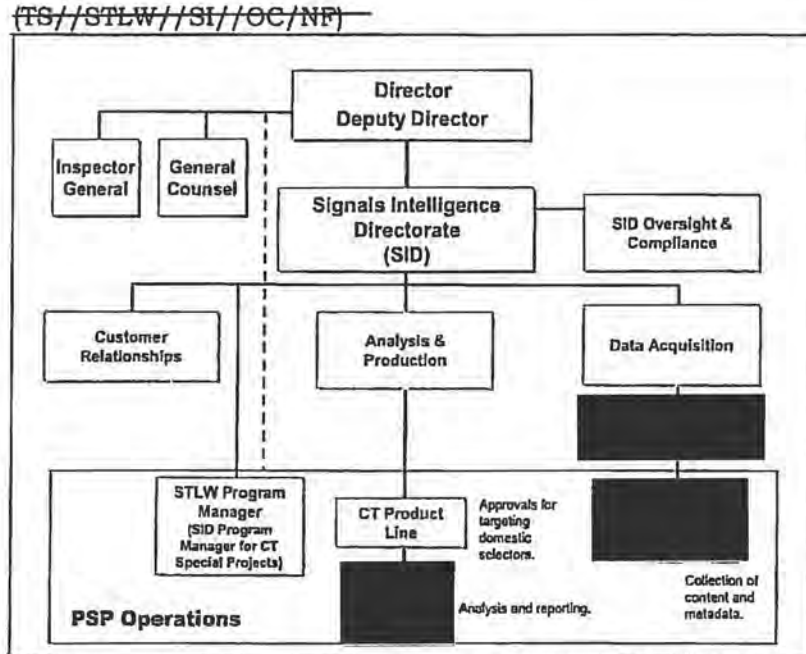 (TS//STLW//SI//OC/NF)
Director
Deputy Director
Inspector
General
General
Counsel
Signals Intelligence
Directorate
(SID)
SID Oversight &
Compliance
Customer
Relationships
Analysis &
Production
Data Acquisition
STLW Program
Manager
(SID Program
Manager for CT
Special Projects)
CT Product
Line
Approvals for
targeting
domestic
selectors.
Analysis and reporting.
Collection of
content and
metadata.
PSP Operations